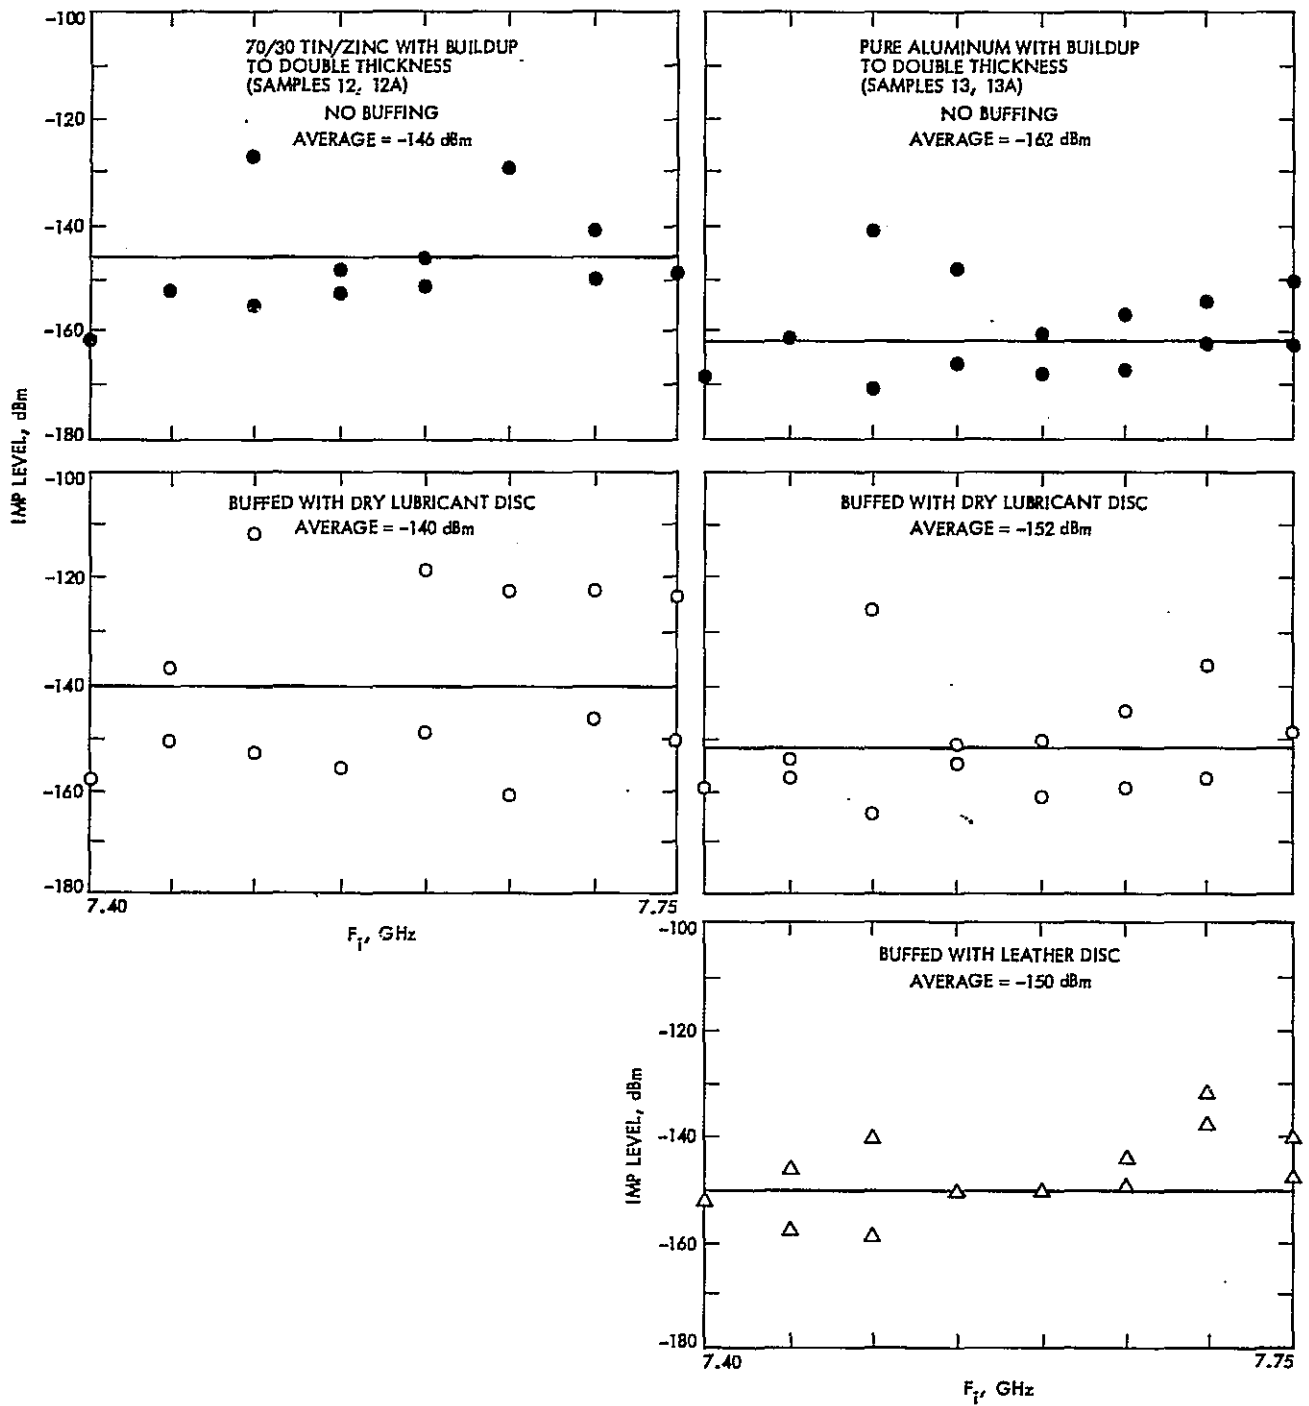 70/30 TIN/ZINC WITH BUILDUP
TO DOUBLE THICKNESS
(SAMPLES 12, 12A)
NO BUFFING
AVERAGE = -146 dBm
-100
-120
-140
-160
-180
PURE ALUMINUM WITH BUILDUP
TO DOUBLE THICKNESS
(SAMPLES 13, 13A)
NO BUFFING
AVERAGE = -162 dBm
IMP LEVEL, dBm
BUFFED WITH DRY LUBRICANT DISC
AVERAGE = -140 dBm
-100
-120
-140
-160
-180
7.40
7.75
F_i, GHz
BUFFED WITH DRY LUBRICANT DISC
AVERAGE = -152 dBm
BUFFED WITH LEATHER DISC
AVERAGE = -150 dBm
IMP LEVEL, dBm
-100
-120
-140
-160
-180
7.40
7.75
F_i, GHz